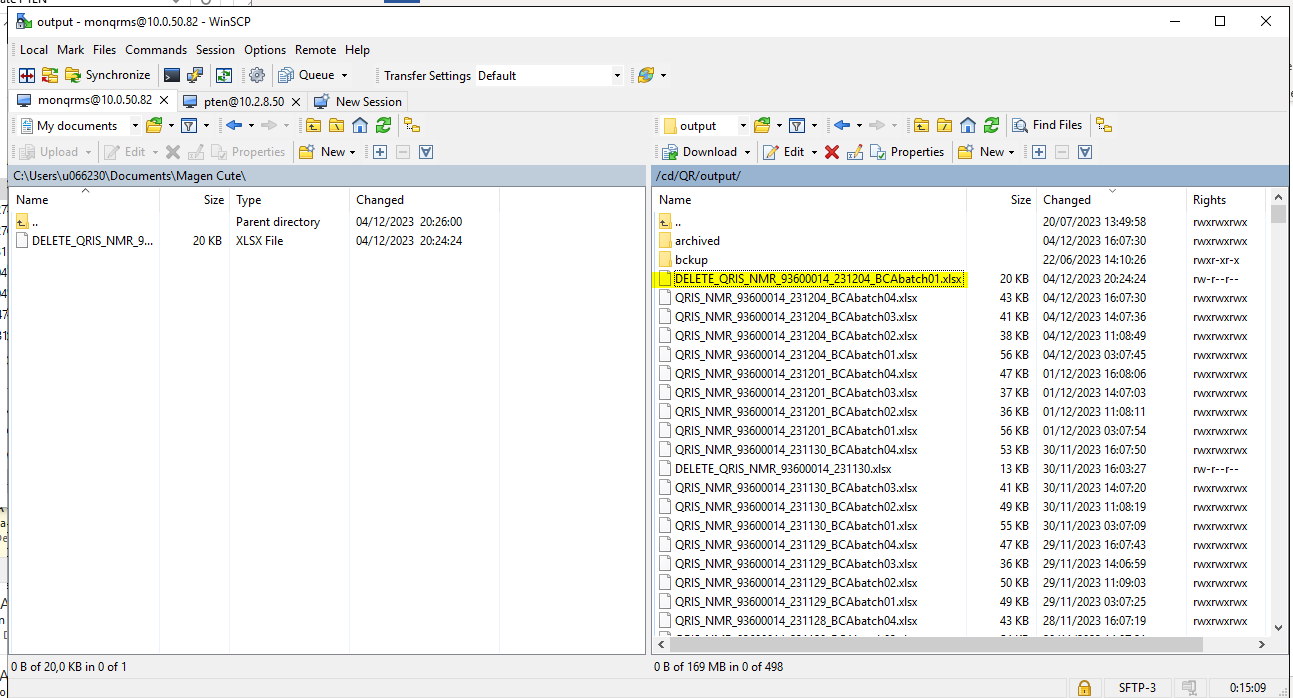 output - monqrms@10.0.50.82 - WinSCP
Local Mark Files Commands Session Options Remote Help
Synchronize Queue Transfer Settings Default
monqrms@10.0.50.82 pten@10.2.8.50 New Session
My documents output Find Files
Upload Edit Properties New Download Edit Properties New
C:\Users\u066230\Documents\Magen Cute\ /cd/QR/output/
Name Size Type Changed
.. Parent directory 04/12/2023 20:26:00
DELETE_QRIS_NMR_9... 20 KB XLSX File 04/12/2023 20:24:24
Name Size Changed Rights
.. 20/07/2023 13:49:58 rwxrwxrwx
archived 04/12/2023 16:07:30 rwxrwxrwx
bckup 22/06/2023 14:10:26 rwxr-xr-x
DELETE_QRIS_NMR_93600014_231204_BCAbatch01.xlsx 20 KB 04/12/2023 20:24:24 rw-r--r--
QRIS_NMR_93600014_231204_BCAbatch04.xlsx 43 KB 04/12/2023 16:07:30 rwxrwxrwx
QRIS_NMR_93600014_231204_BCAbatch03.xlsx 41 KB 04/12/2023 14:07:36 rwxrwxrwx
QRIS_NMR_93600014_231204_BCAbatch02.xlsx 38 KB 04/12/2023 11:08:49 rwxrwxrwx
QRIS_NMR_93600014_231204_BCAbatch01.xlsx 56 KB 04/12/2023 03:07:45 rwxrwxrwx
QRIS_NMR_93600014_231201_BCAbatch04.xlsx 47 KB 01/12/2023 16:08:06 rwxrwxrwx
QRIS_NMR_93600014_231201_BCAbatch03.xlsx 37 KB 01/12/2023 14:07:03 rwxrwxrwx
QRIS_NMR_93600014_231201_BCAbatch02.xlsx 36 KB 01/12/2023 11:08:11 rwxrwxrwx
QRIS_NMR_93600014_231201_BCAbatch01.xlsx 56 KB 01/12/2023 03:07:54 rwxrwxrwx
QRIS_NMR_93600014_231130_BCAbatch04.xlsx 53 KB 30/11/2023 16:07:50 rwxrwxrwx
DELETE_QRIS_NMR_93600014_231130.xlsx 13 KB 30/11/2023 16:03:27 rw-r--r--
QRIS_NMR_93600014_231130_BCAbatch03.xlsx 41 KB 30/11/2023 14:07:20 rwxrwxrwx
QRIS_NMR_93600014_231130_BCAbatch02.xlsx 49 KB 30/11/2023 11:08:19 rwxrwxrwx
QRIS_NMR_93600014_231130_BCAbatch01.xlsx 55 KB 30/11/2023 03:07:09 rwxrwxrwx
QRIS_NMR_93600014_231129_BCAbatch04.xlsx 47 KB 29/11/2023 16:07:43 rwxrwxrwx
QRIS_NMR_93600014_231129_BCAbatch03.xlsx 36 KB 29/11/2023 14:06:59 rwxrwxrwx
QRIS_NMR_93600014_231129_BCAbatch02.xlsx 50 KB 29/11/2023 11:09:03 rwxrwxrwx
QRIS_NMR_93600014_231129_BCAbatch01.xlsx 49 KB 29/11/2023 03:07:25 rwxrwxrwx
QRIS_NMR_93600014_231128_BCAbatch04.xlsx 43 KB 28/11/2023 16:07:19 rwxrwxrwx
0 B of 20,0 KB in 0 of 1 0 B of 169 MB in 0 of 498
SFTP-3 0:15:09